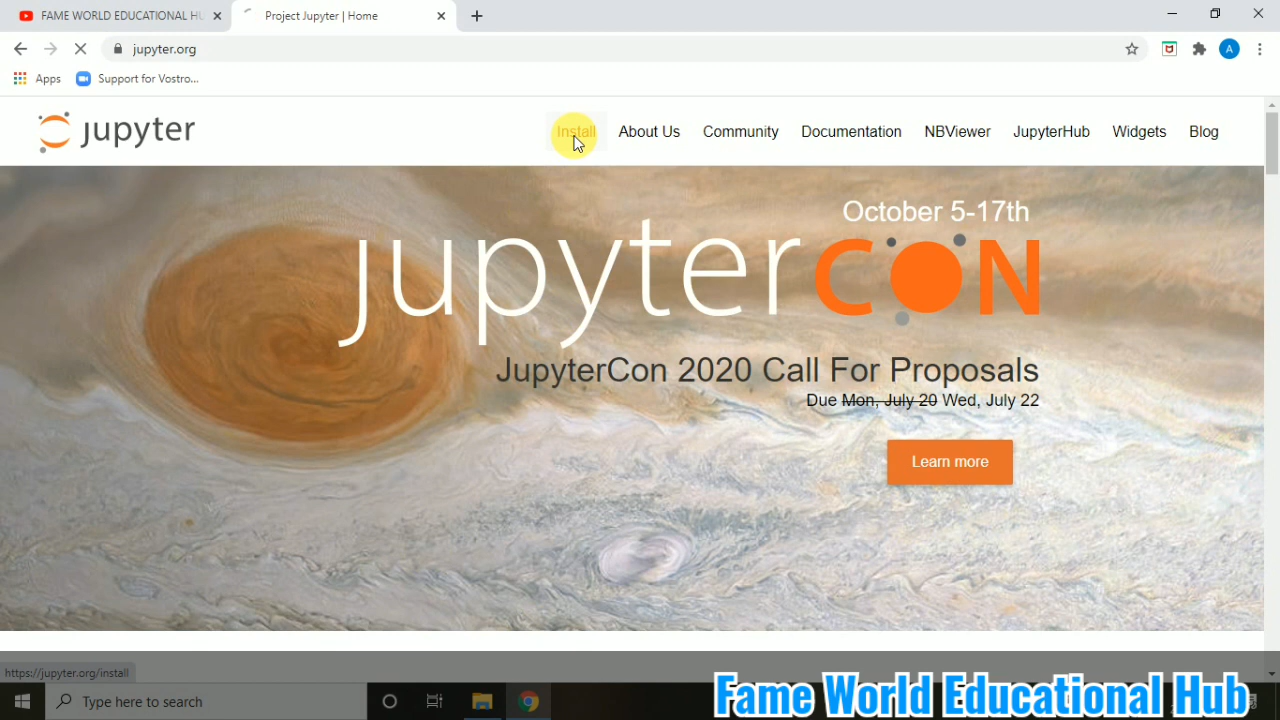 FAME WORLD EDUCATIONAL HU
Project Jupyter | Home
jupyter.org
A
Apps
Support for Vostro...
jupyter
Install
About Us
Community
Documentation
NBViewer
JupyterHub
Widgets
Blog
October 5-17th
jupyter CON
JupyterCon 2020 Call For Proposals
Due Mon, July 20 Wed, July 22
Learn more
https://jupyter.org/install
Type here to search
Fame World Educational Hub